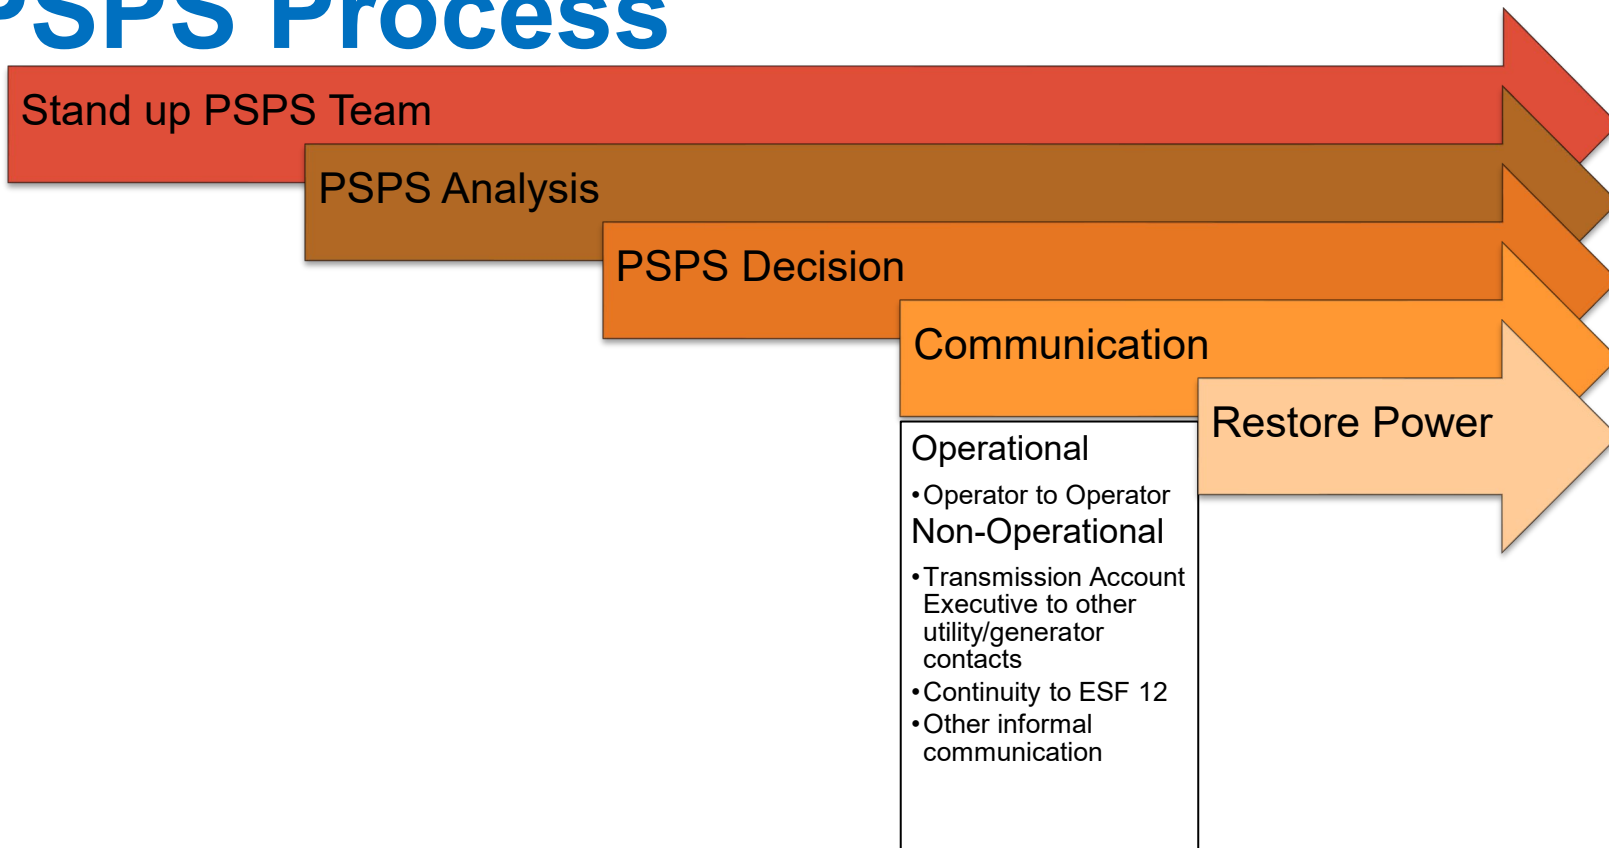 PSPS Process
Stand up PSPS Team
PSPS Analysis
PSPS Decision
Communication
Restore Power
Operational
•Operator to Operator
Non-Operational
•Transmission Account
Executive to other
utility/generator
contacts
•Continuity to ESF 12
•Other informal
communication